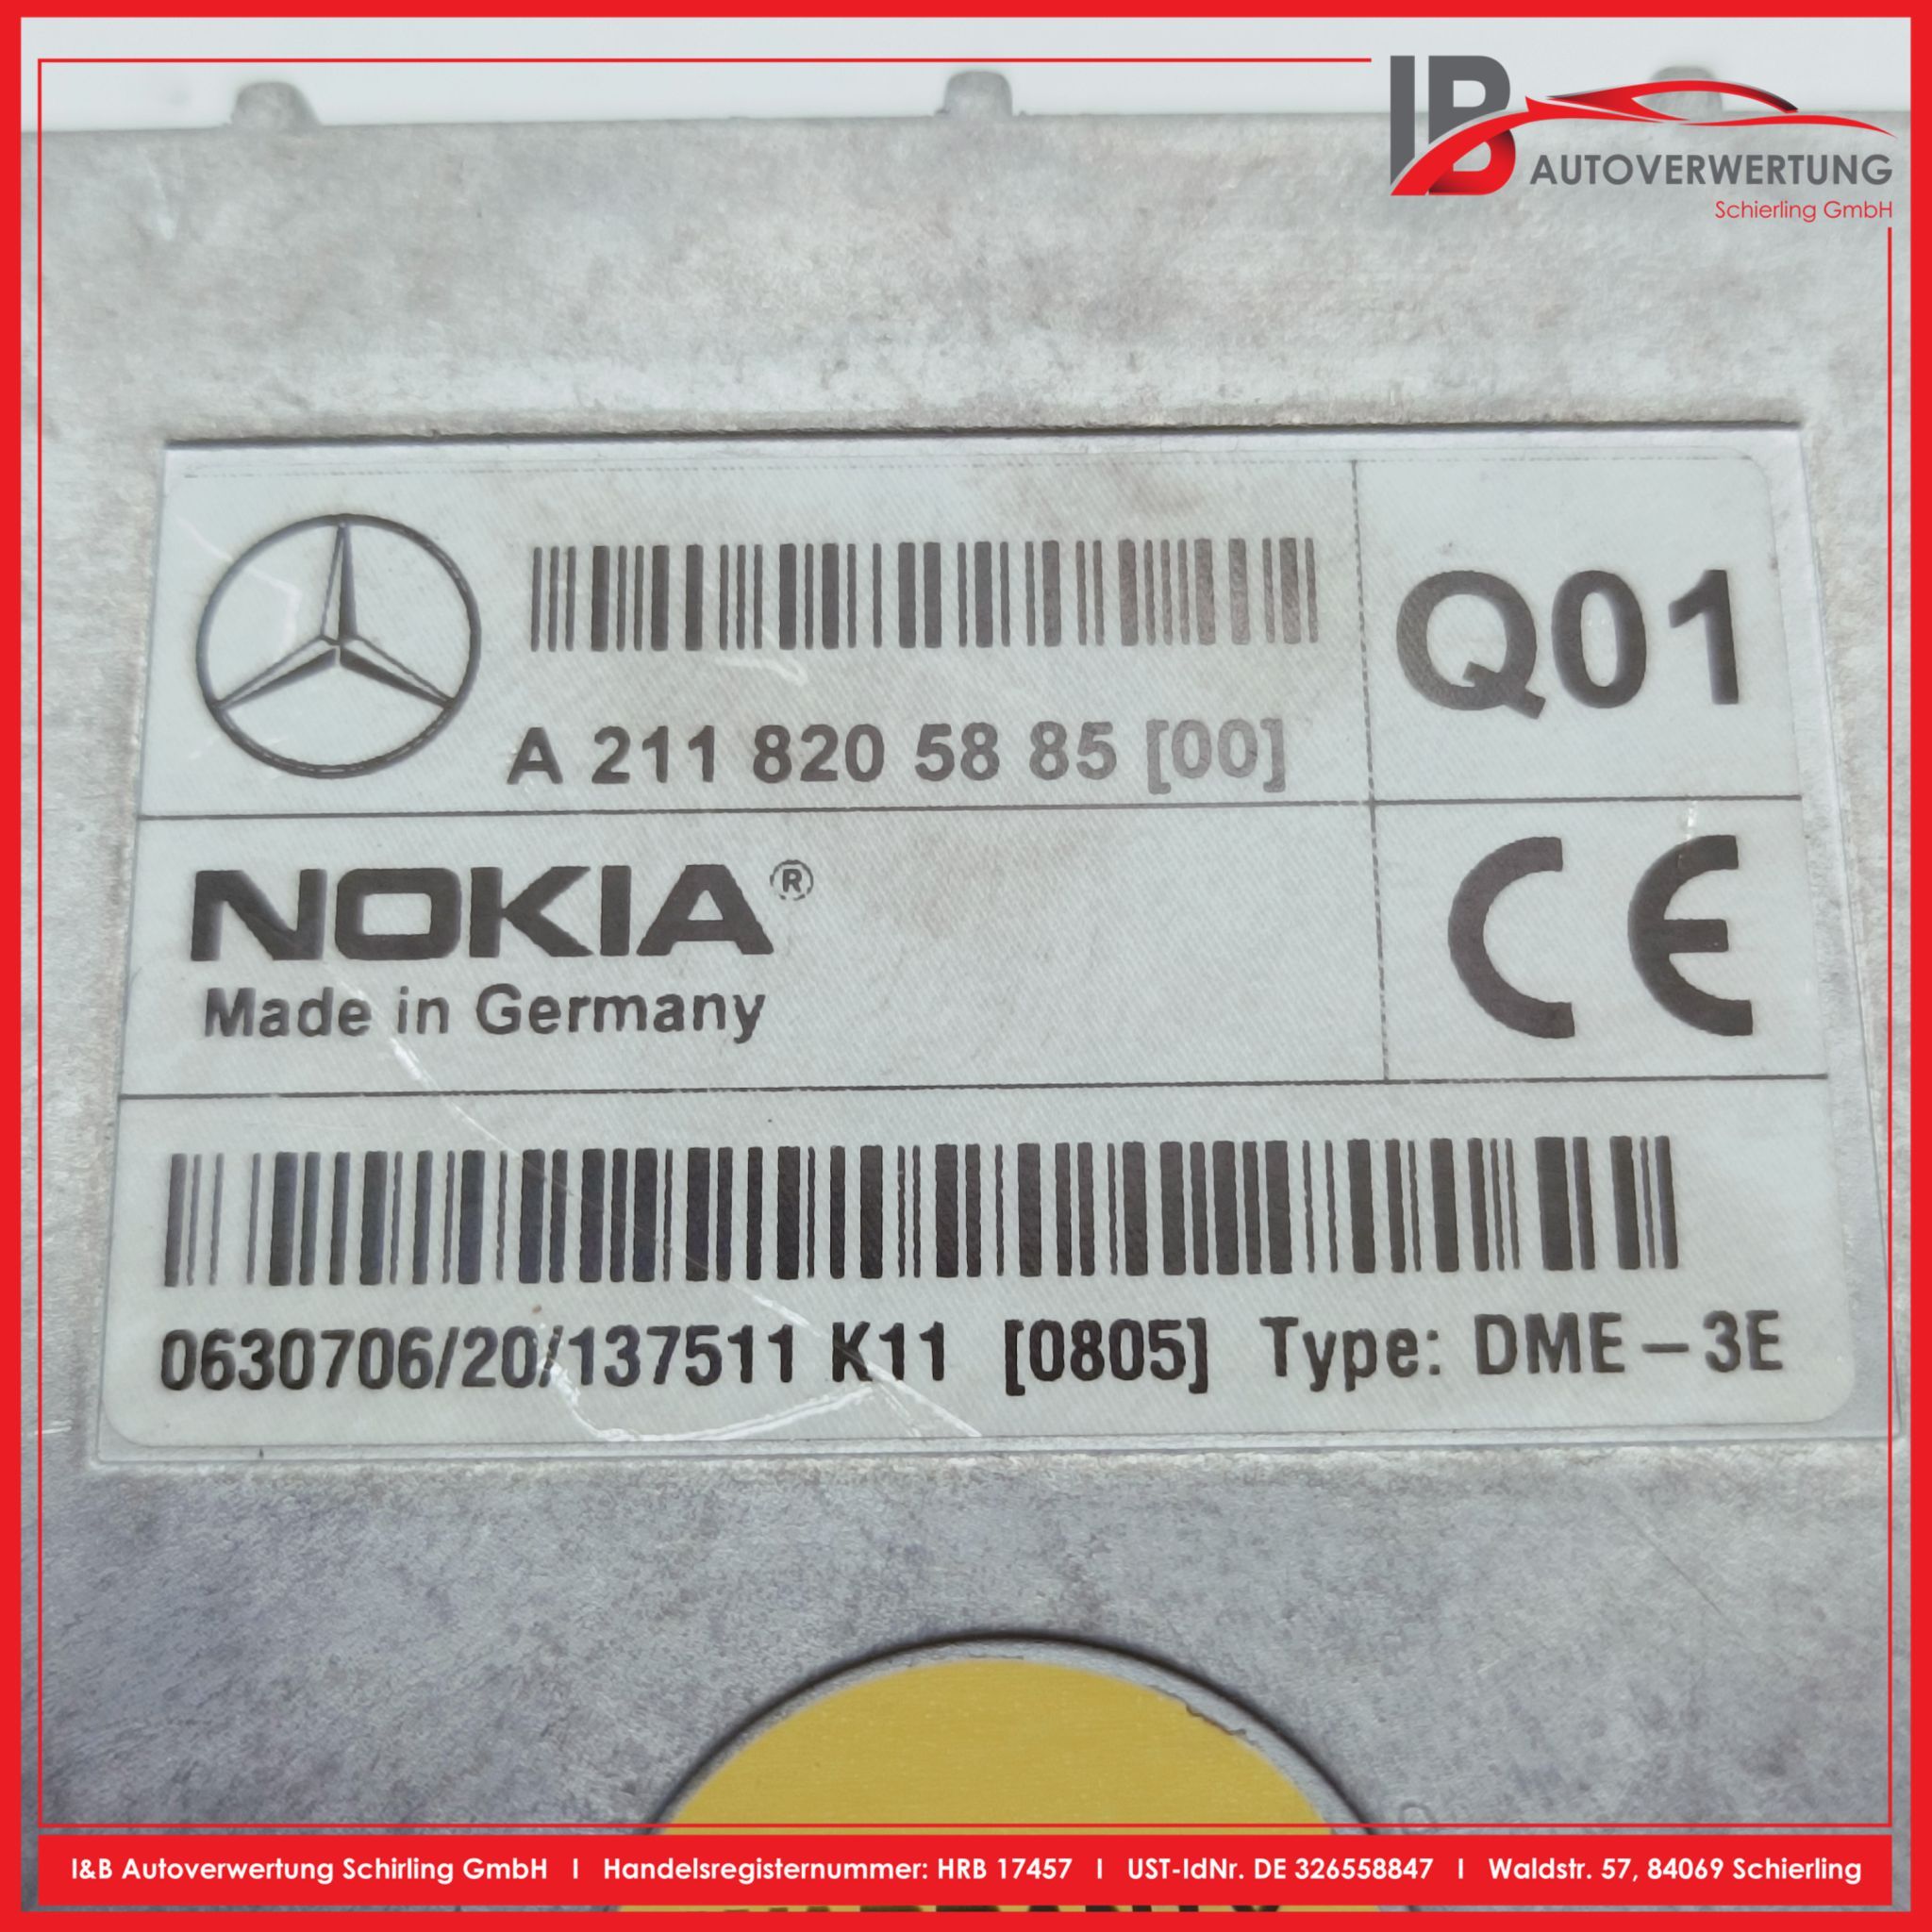 IB
AUTOVERWERTUNG
Schierling GmbH
Q01
A 211 820 58 85 [00]
NOKIA®
Made in Germany
CE
0630706/20/137511 K11 [0805] Type: DME-3E
I&B Autoverwertung Schirling GmbH I Handelsregisternummer: HRB 17457 I UST-IdNr. DE 326558847 I Waldstr. 57, 84069 Schierling